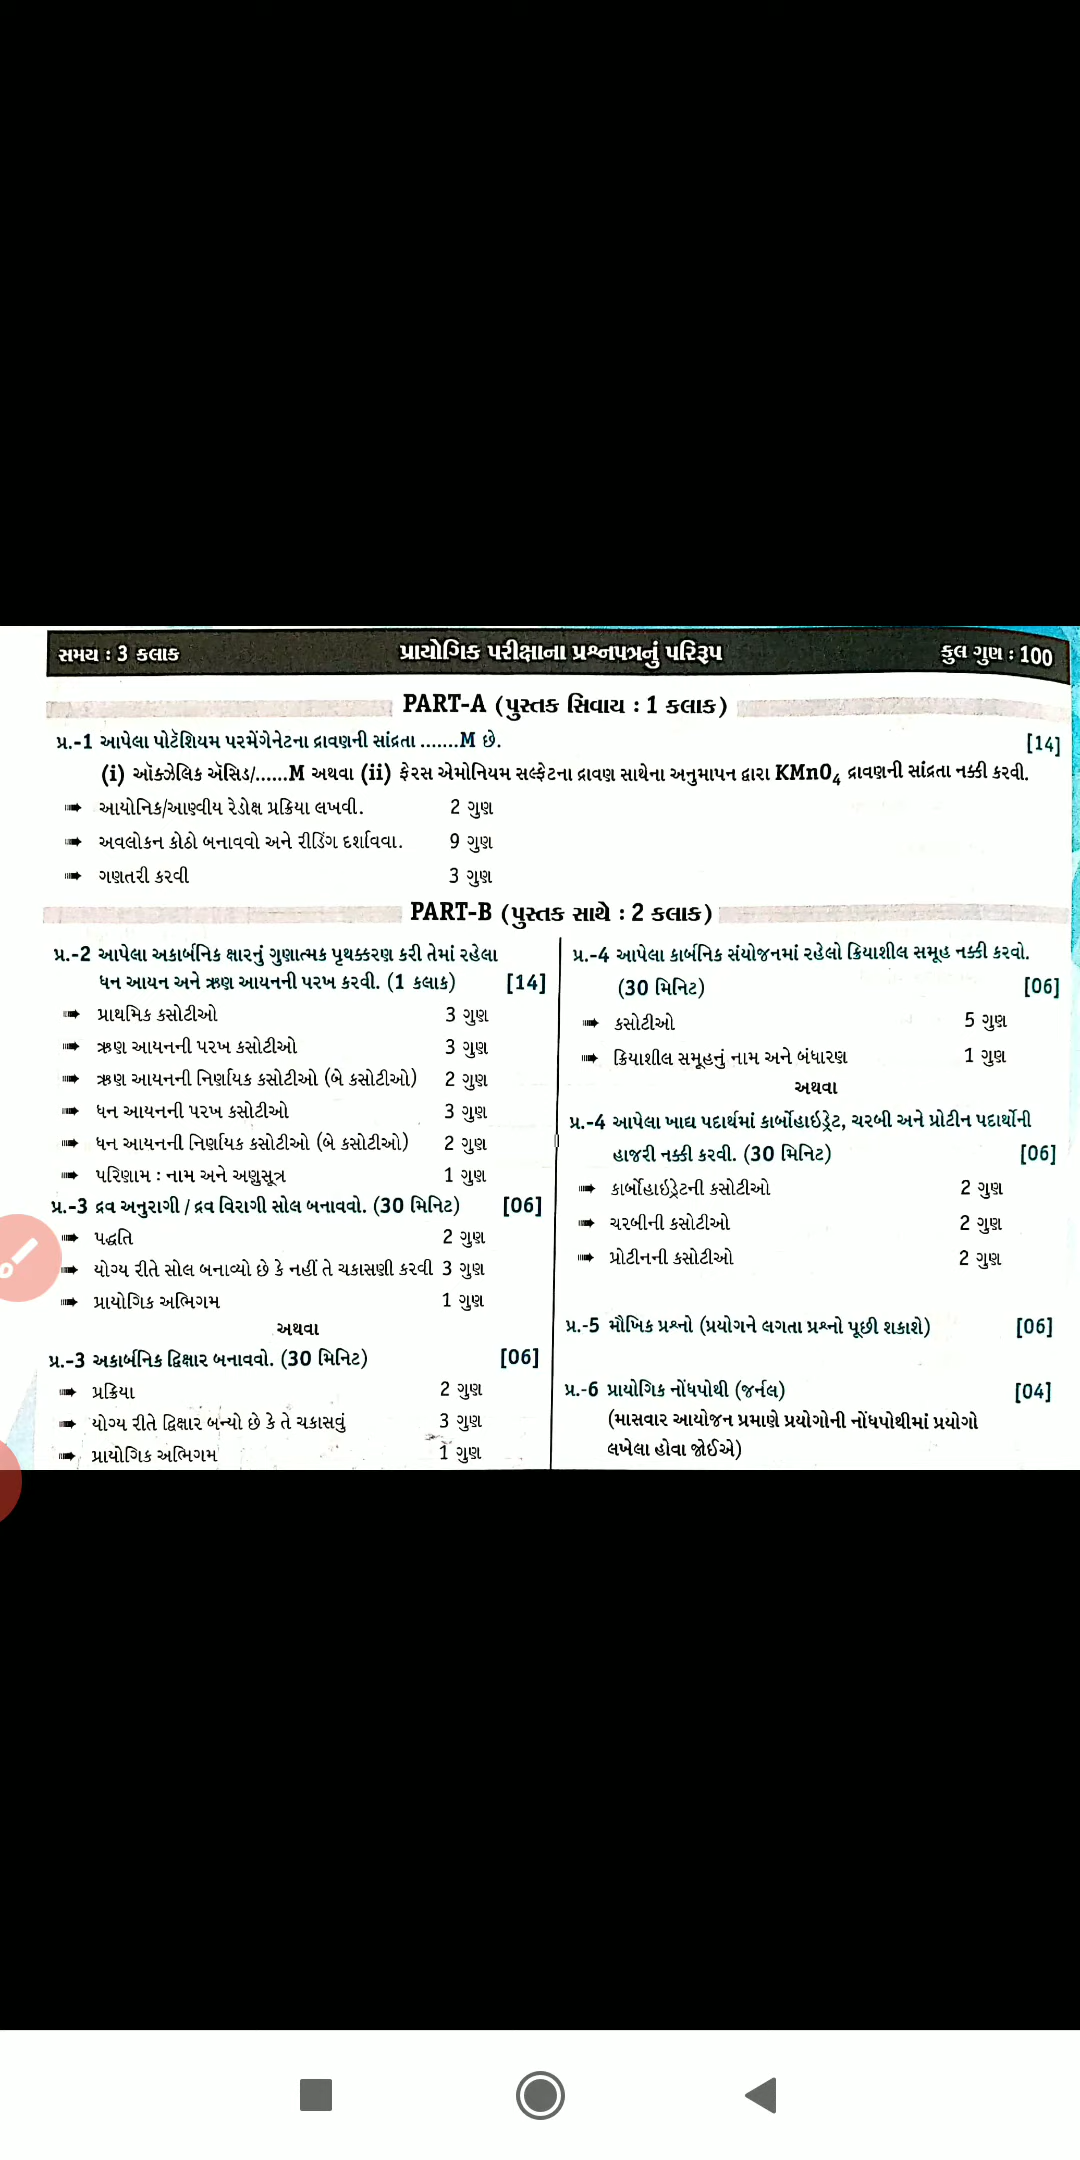 સમય : 3 કલાક પ્રાયોગિક પરીક્ષાના પ્રશ્નપત્રનું પરિરૂપ કુલ ગુણ : 100
PART-A (પુસ્તક સિવાય : 1 કલાક)
પ્ર.-1 આપેલા પોટૅશિયમ પરમેંગેનેટના દ્રાવણની સાંદ્રતા .......M છે. [14]
(i) ઑક્ઝેલિક ઍસિડ/......M અથવા (ii) ફેરસ એમોનિયમ સલ્ફેટના દ્રાવણ સાથેના અનુમાપન દ્વારા KMnO₄ દ્રાવણની સાંદ્રતા નક્કી કરવી.
➠ આયોનિક/આણ્વીય રેડોક્ષ પ્રક્રિયા લખવી. 2 ગુણ
➠ અવલોકન કોઠો બનાવવો અને રીડિંગ દર્શાવવા. 9 ગુણ
➠ ગણતરી કરવી 3 ગુણ
PART-B (પુસ્તક સાથે : 2 કલાક)
પ્ર.-2 આપેલા અકાર્બનિક ક્ષારનું ગુણાત્મક પૃથક્કરણ કરી તેમાં રહેલા
ધન આયન અને ઋણ આયનની પરખ કરવી. (1 કલાક) [14]
➠ પ્રાથમિક કસોટીઓ 3 ગુણ
➠ ઋણ આયનની પરખ કસોટીઓ 3 ગુણ
➠ ઋણ આયનની નિર્ણાયક કસોટીઓ (બે કસોટીઓ) 2 ગુણ
➠ ધન આયનની પરખ કસોટીઓ 3 ગુણ
➠ ધન આયનની નિર્ણાયક કસોટીઓ (બે કસોટીઓ) 2 ગુણ
➠ પરિણામ : નામ અને અણુસૂત્ર 1 ગુણ
પ્ર.-3 દ્રવ અનુરાગી / દ્રવ વિરાગી સોલ બનાવવો. (30 મિનિટ) [06]
➠ પદ્ધતિ 2 ગુણ
➠ યોગ્ય રીતે સોલ બનાવ્યો છે કે નહીં તે ચકાસણી કરવી 3 ગુણ
➠ પ્રાયોગિક અભિગમ 1 ગુણ
અથવા
પ્ર.-3 અકાર્બનિક દ્વિક્ષાર બનાવવો. (30 મિનિટ) [06]
➠ પ્રક્રિયા 2 ગુણ
➠ યોગ્ય રીતે દ્વિક્ષાર બન્યો છે કે તે ચકાસવું 3 ગુણ
➠ પ્રાયોગિક અભિગમ 1 ગુણ
પ્ર.-4 આપેલા કાર્બનિક સંયોજનમાં રહેલો ક્રિયાશીલ સમૂહ નક્કી કરવો.
(30 મિનિટ) [06]
➠ કસોટીઓ 5 ગુણ
➠ ક્રિયાશીલ સમૂહનું નામ અને બંધારણ 1 ગુણ
અથવા
પ્ર.-4 આપેલા ખાદ્ય પદાર્થમાં કાર્બોહાઇડ્રેટ, ચરબી અને પ્રોટીન પદાર્થોની
હાજરી નક્કી કરવી. (30 મિનિટ) [06]
➠ કાર્બોહાઇડ્રેટની કસોટીઓ 2 ગુણ
➠ ચરબીની કસોટીઓ 2 ગુણ
➠ પ્રોટીનની કસોટીઓ 2 ગુણ
પ્ર.-5 મૌખિક પ્રશ્નો (પ્રયોગને લગતા પ્રશ્નો પૂછી શકાશે) [06]
પ્ર.-6 પ્રાયોગિક નોંધપોથી (જર્નલ) [04]
(માસવાર આયોજન પ્રમાણે પ્રયોગોની નોંધપોથીમાં પ્રયોગો
લખેલા હોવા જોઈએ)